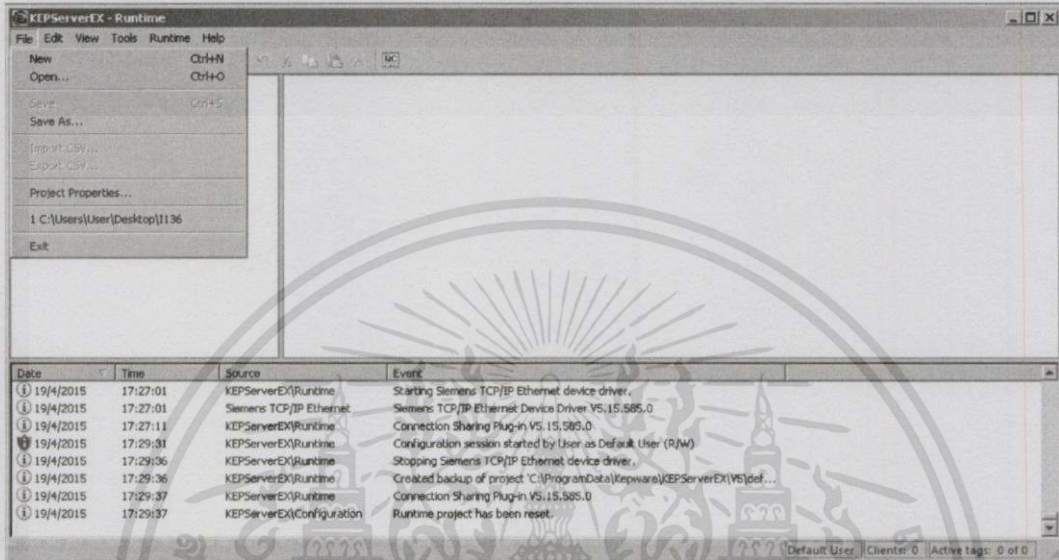 KEPServerEX - Runtime
File Edit View Tools Runtime Help
New Ctrl+N
Open... Ctrl+O
Save Ctrl+S
Save As...
Import CSV...
Export CSV...
Project Properties...
1 C:\Users\User\Desktop\1136
Exit
Date Time Source Event
19/4/2015 17:27:01 KEPServerEX\Runtime Starting Siemens TCP/IP Ethernet device driver.
19/4/2015 17:27:01 Siemens TCP/IP Ethernet Siemens TCP/IP Ethernet Device Driver V5.15.585.0
19/4/2015 17:27:11 KEPServerEX\Runtime Connection Sharing Plug-in V5.15.585.0
19/4/2015 17:29:31 KEPServerEX\Runtime Configuration session started by User as Default User (R/W)
19/4/2015 17:29:36 KEPServerEX\Runtime Stopping Siemens TCP/IP Ethernet device driver.
19/4/2015 17:29:36 KEPServerEX\Runtime Created backup of project 'C:\ProgramData\Kepware\KEPServerEX\V5\def...
19/4/2015 17:29:37 KEPServerEX\Runtime Connection Sharing Plug-in V5.15.585.0
19/4/2015 17:29:37 KEPServerEX\Configuration Runtime project has been reset.
Default User Clients: 0 Active tags: 0 of 0